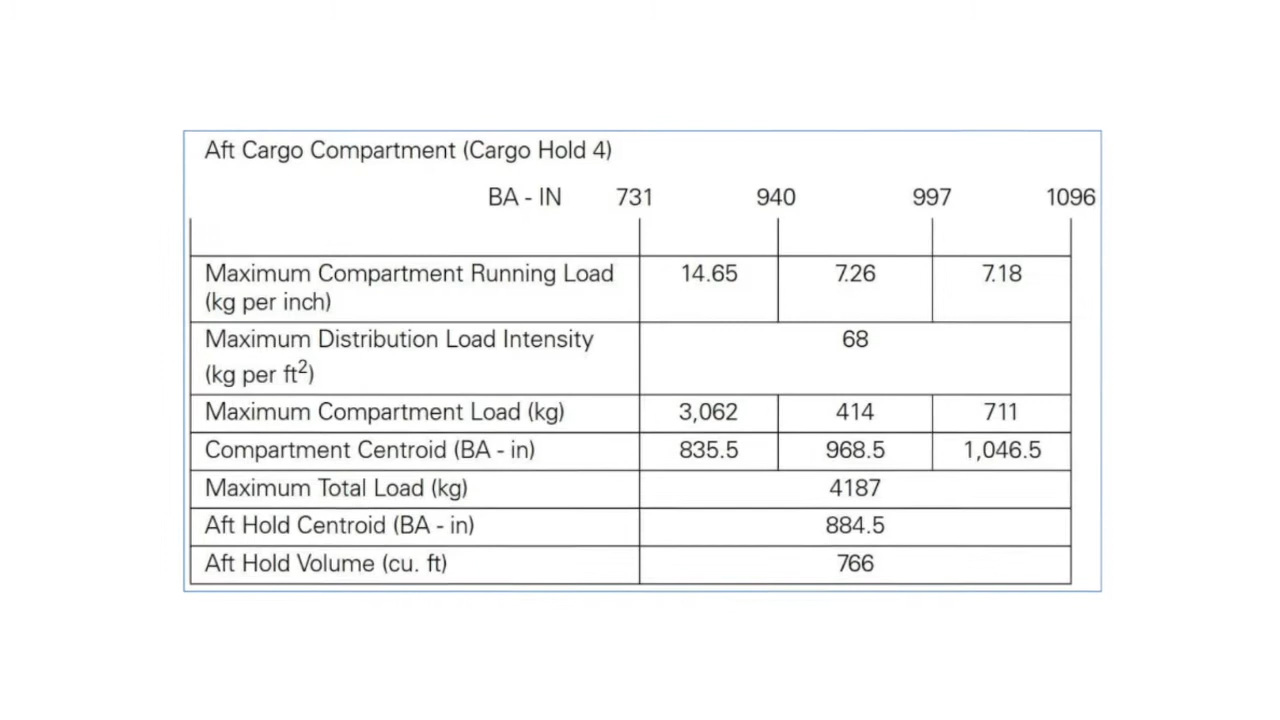 Aft Cargo Compartment (Cargo Hold 4)
BA - IN 731 940 997 1096
Maximum Compartment Running Load 14.65 7.26 7.18
(kg per inch)
Maximum Distribution Load Intensity 68
(kg per ft²)
Maximum Compartment Load (kg) 3,062 414 711
Compartment Centroid (BA - in) 835.5 968.5 1,046.5
Maximum Total Load (kg) 4187
Aft Hold Centroid (BA - in) 884.5
Aft Hold Volume (cu. ft) 766